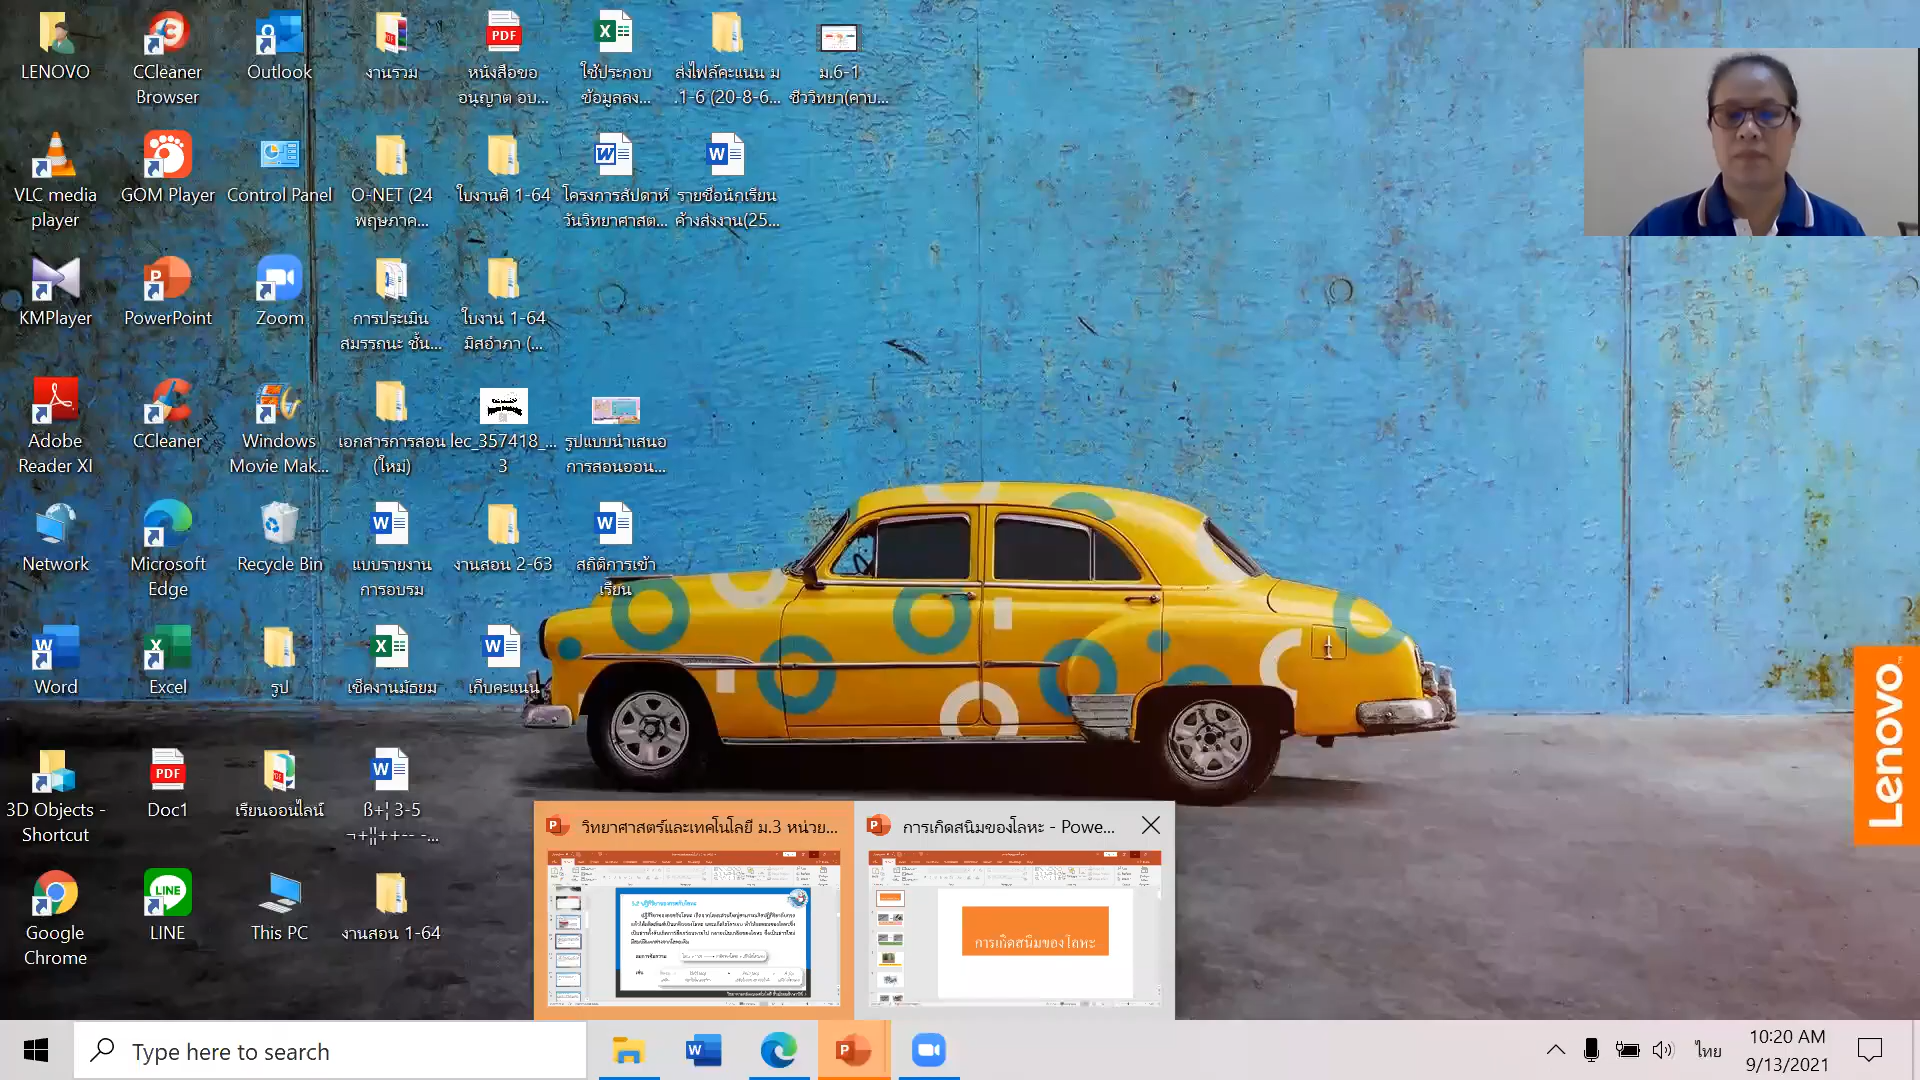 LENOVO
CCleaner
Browser
Outlook
งานรวม
หนังสือขอ
อนุญาต อบ...
ใช้ประกอบ
ข้อมูลลง...
ส่งไฟล์คะแนน ม
.1-6 (20-8-6...
ม.6-1
ชีววิทยา(คาบ...
VLC media
player
GOM Player
Control Panel
O-NET (24
พฤษภาค...
ใบงานศิ 1-64
โครงการสัปดาห์
วันวิทยาศาสต...
รายชื่อนักเรียน
ค้างส่งงาน(25...
KMPlayer
PowerPoint
Zoom
การประเมิน
สมรรถนะ ชั้น...
ใบงาน 1-64
มิสอำภา (...
Adobe
Reader XI
CCleaner
Windows
Movie Mak...
เอกสารการสอน
(ใหม่)
lec_357418_...
3
รูปแบบนำเสนอ
การสอนออน...
Network
Microsoft
Edge
Recycle Bin
แบบรายงาน
การอบรม
งานสอน 2-63
สถิติการเข้า
เรียน
Word
Excel
รูป
เช็คงานมัธยม
เก็บคะแนน
3D Objects -
Shortcut
Doc1
เรียนออนไลน์
ß+¦ 3-5
¬+¦¦++-- -...
Google
Chrome
LINE
This PC
งานสอน 1-64
Lenovo
วิทยาศาสตร์และเทคโนโลยี ม.3 หน่วย...
การเกิดสนิมของโลหะ - Powe...
การเกิดสนิมของโลหะ
Type here to search
ไทย
10:20 AM
9/13/2021